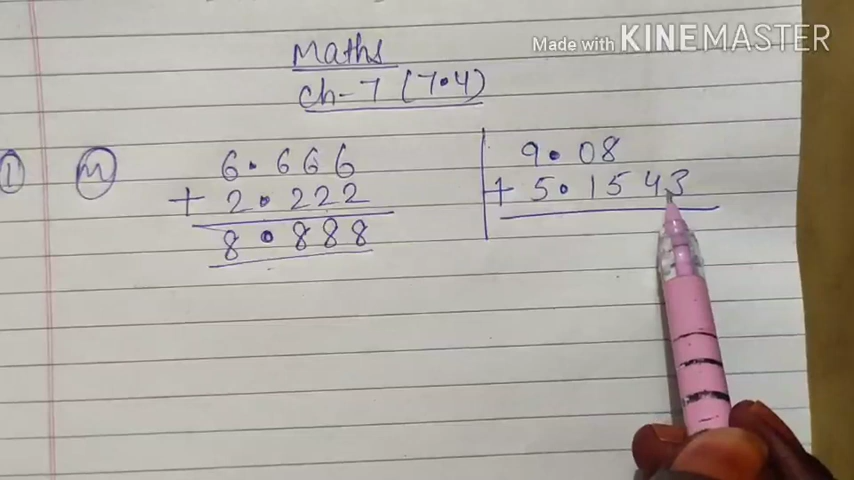 Made with KINEMASTER
Maths
Ch-7 (7.4)
1 M 6.666
+ 2.222
8.888
9.08
+ 5.1543